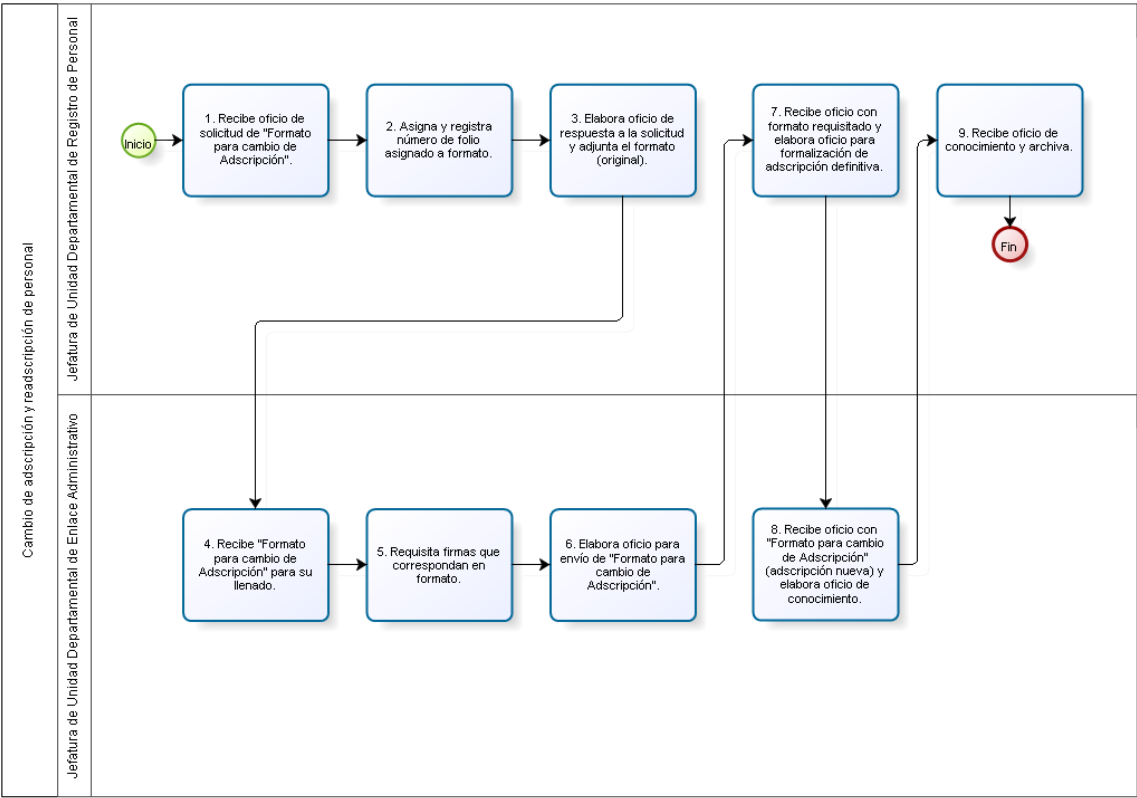 Cambio de adscripción y readscripción de personal
Jefatura de Unidad Departamental de Registro de Personal
Inicio
1. Recibe oficio de
solicitud de "Formato
para cambio de
Adscripción".
2. Asigna y registra
número de folio
asignado a formato.
3. Elabora oficio de
respuesta a la solicitud
y adjunta el formato
(original).
7. Recibe oficio con
formato requisitado y
elabora oficio para
formalización de
adscripción definitiva.
9. Recibe oficio de
conocimiento y archiva.
Fin
Jefatura de Unidad Departamental de Enlace Administrativo
4. Recibe "Formato
para cambio de
Adscripción" para su
llenado.
5. Requisita firmas que
correspondan en
formato.
6. Elabora oficio para
envío de "Formato para
cambio de
Adscripción".
8. Recibe oficio con
"Formato para cambio
de Adscripción"
(adscripción nueva) y
elabora oficio de
conocimiento.